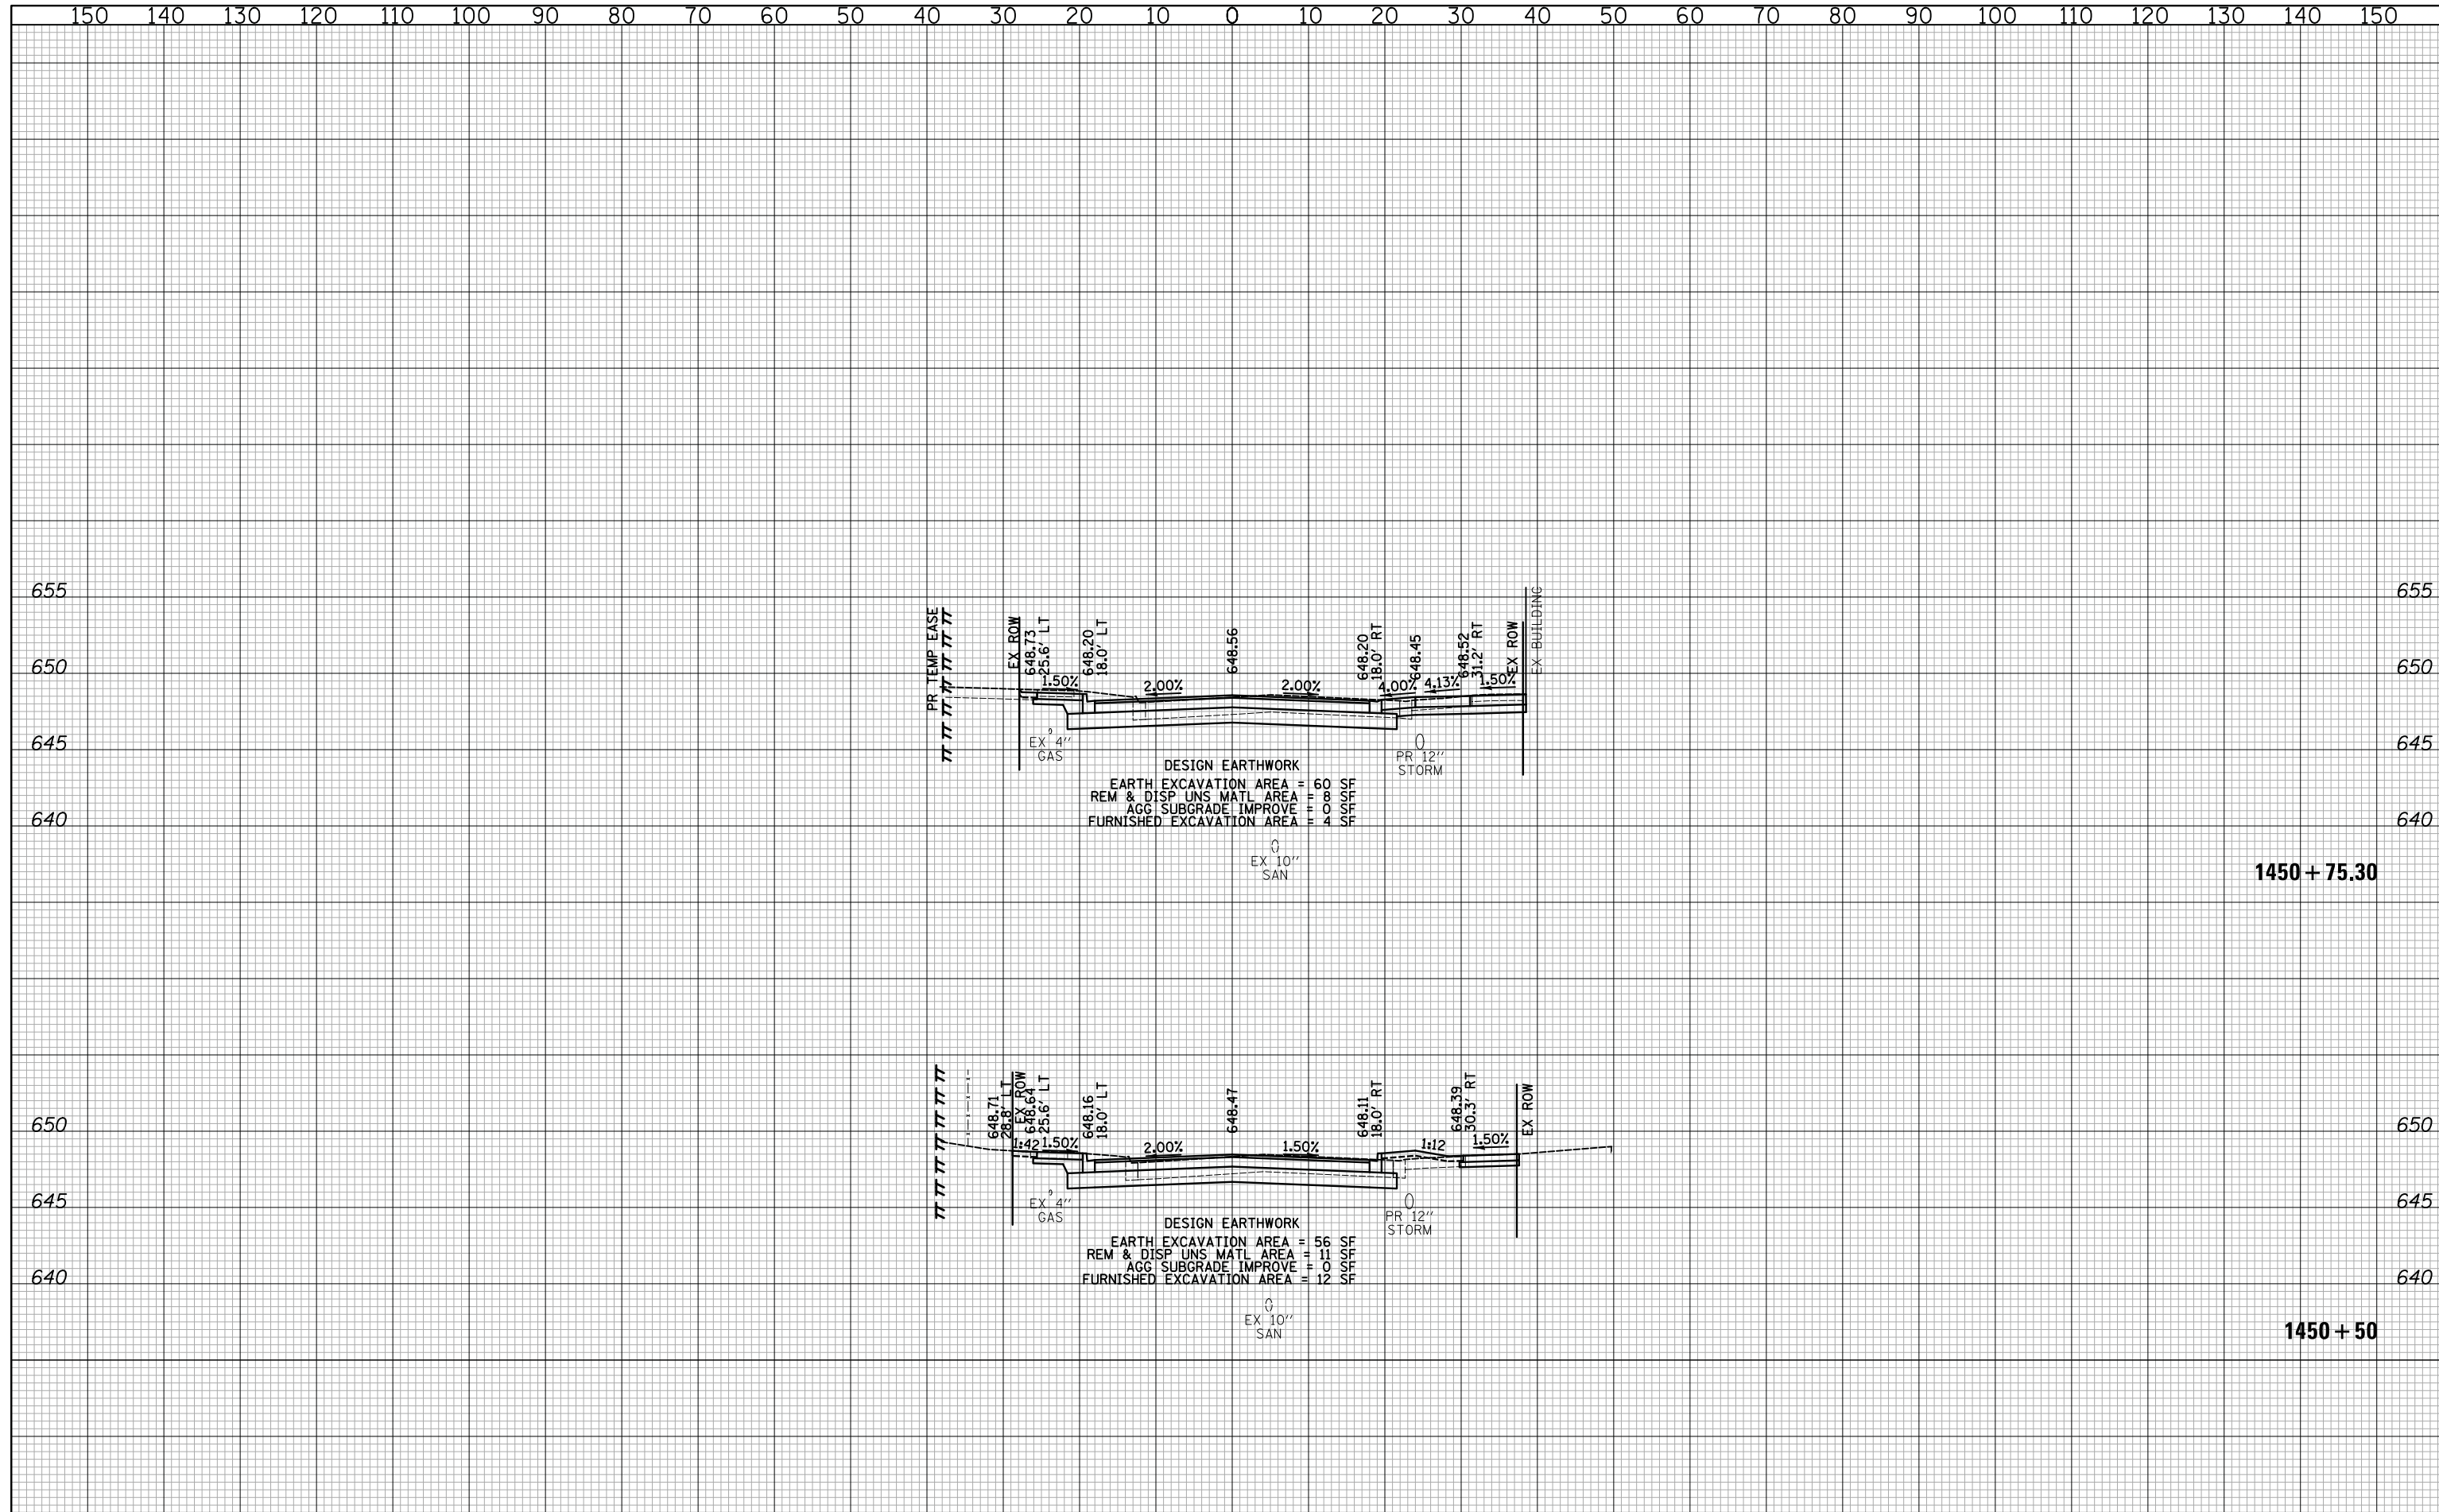 150 140 130 120 110 100 90 80 70 60 50 40 30 20 10 0 10 20 30 40 50 60 70 80 90 100 110 120 130 140 150
655 655
650 650
645 645
640 640
PR TEMP EASE
EX ROW
648.73
25.6' LT
648.20
18.0' LT
648.56
648.20
18.0' RT
648.45
648.52
31.2' RT
EX ROW
EX BUILDING
1.50% 2.00% 2.00% 4.00% 4.13% 1.50%
EX 4"
GAS
PR 12"
STORM
DESIGN EARTHWORK
EARTH EXCAVATION AREA = 60 SF
REM & DISP UNS MATL AREA = 8 SF
AGG SUBGRADE IMPROVE = 0 SF
FURNISHED EXCAVATION AREA = 4 SF
EX 10"
SAN
1450+75.30
650 650
645 645
640 640
648.71
28.8' LT
EX ROW
648.64
25.6' LT
648.16
18.0' LT
648.47
648.11
18.0' RT
648.39
30.3' RT
EX ROW
1:42 1.50% 2.00% 1.50% 1:12 1.50%
EX 4"
GAS
PR 12"
STORM
DESIGN EARTHWORK
EARTH EXCAVATION AREA = 56 SF
REM & DISP UNS MATL AREA = 11 SF
AGG SUBGRADE IMPROVE = 0 SF
FURNISHED EXCAVATION AREA = 12 SF
EX 10"
SAN
1450+50